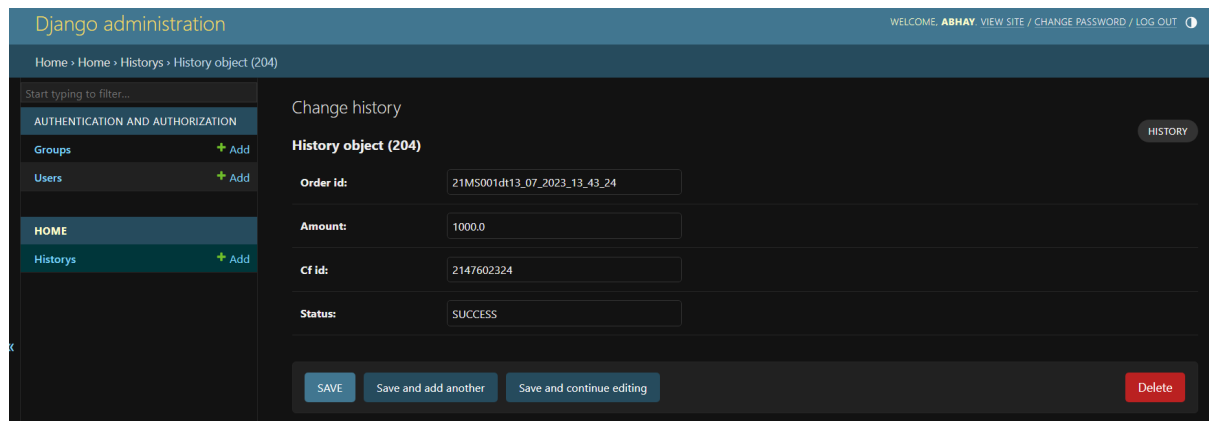 Django administration
WELCOME, ABHAY. VIEW SITE / CHANGE PASSWORD / LOG OUT
Home › Home › Historys › History object (204)
Start typing to filter...
AUTHENTICATION AND AUTHORIZATION
Groups + Add
Users + Add
HOME
Historys + Add
«
Change history
HISTORY
History object (204)
Order id: 21MS001dt13_07_2023_13_43_24
Amount: 1000.0
Cf id: 2147602324
Status: SUCCESS
SAVE Save and add another Save and continue editing Delete